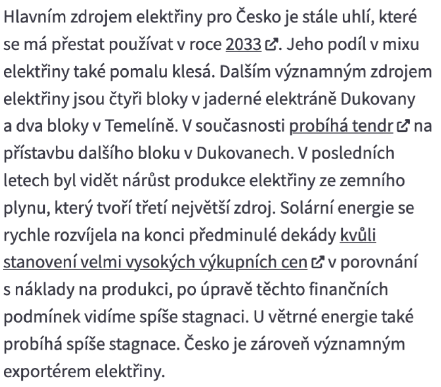 Hlavním zdrojem elektřiny pro Česko je stále uhlí, které
se má přestat používat v roce 2033. Jeho podíl v mixu
elektřiny také pomalu klesá. Dalším významným zdrojem
elektřiny jsou čtyři bloky v jaderné elektráně Dukovany
a dva bloky v Temelíně. V současnosti probíhá tendr na
přístavbu dalšího bloku v Dukovanech. V posledních
letech byl vidět nárůst produkce elektřiny ze zemního
plynu, který tvoří třetí největší zdroj. Solární energie se
rychle rozvíjela na konci předminulé dekády kvůli
stanovení velmi vysokých výkupních cen v porovnání
s náklady na produkci, po úpravě těchto finančních
podmínek vidíme spíše stagnaci. U větrné energie také
probíhá spíše stagnace. Česko je zároveň významným
exportérem elektřiny.